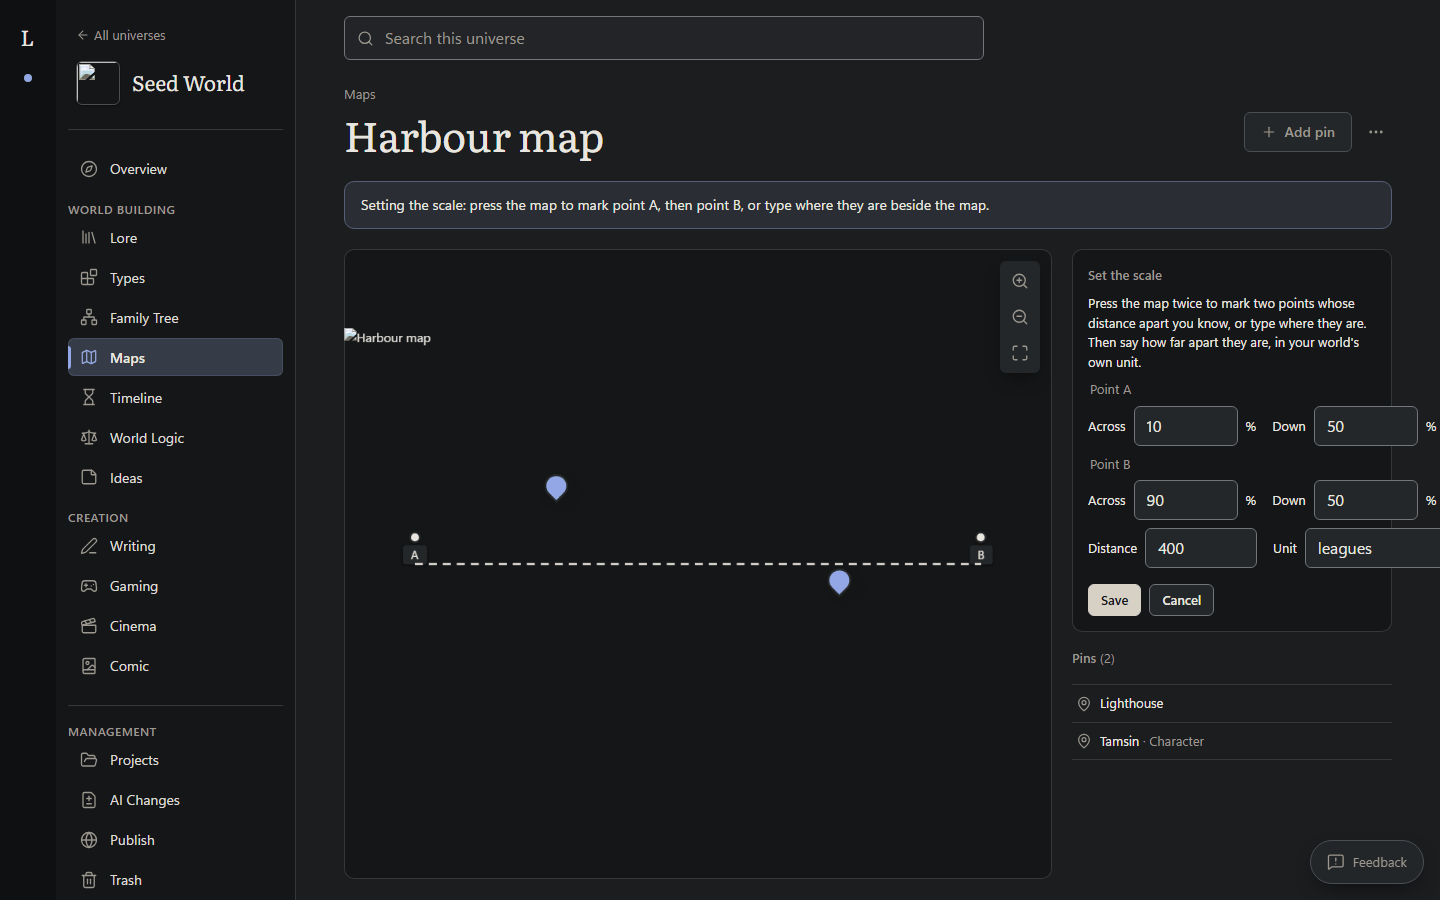 L
All universes
Seed World
Overview
WORLD BUILDING
Lore
Types
Family Tree
Maps
Timeline
World Logic
Ideas
CREATION
Writing
Gaming
Cinema
Comic
MANAGEMENT
Projects
AI Changes
Publish
Trash
Search this universe
Maps
Harbour map
Add pin
Setting the scale: press the map to mark point A, then point B, or type where they are beside the map.
Harbour map
A
B
Set the scale
Press the map twice to mark two points whose
distance apart you know, or type where they are.
Then say how far apart they are, in your world's
own unit.
Point A
Across 10 % Down 50 %
Point B
Across 90 % Down 50 %
Distance 400 Unit leagues
Save Cancel
Pins (2)
Lighthouse
Tamsin · Character
Feedback